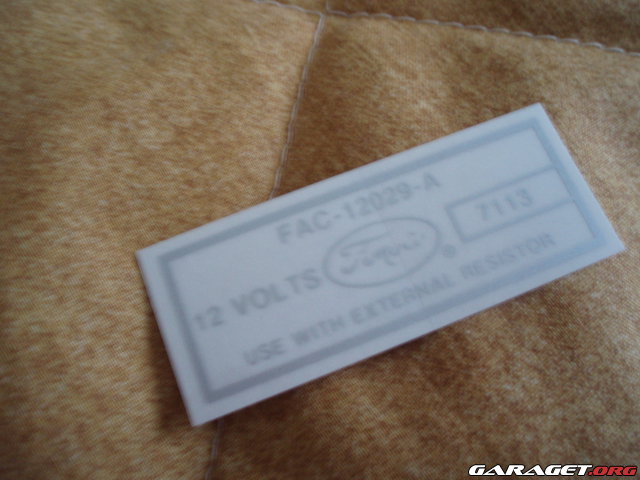 FAC-12029-A
7113
12 VOLTS Ford ®
USE WITH EXTERNAL RESISTOR
GARAGET.ORG